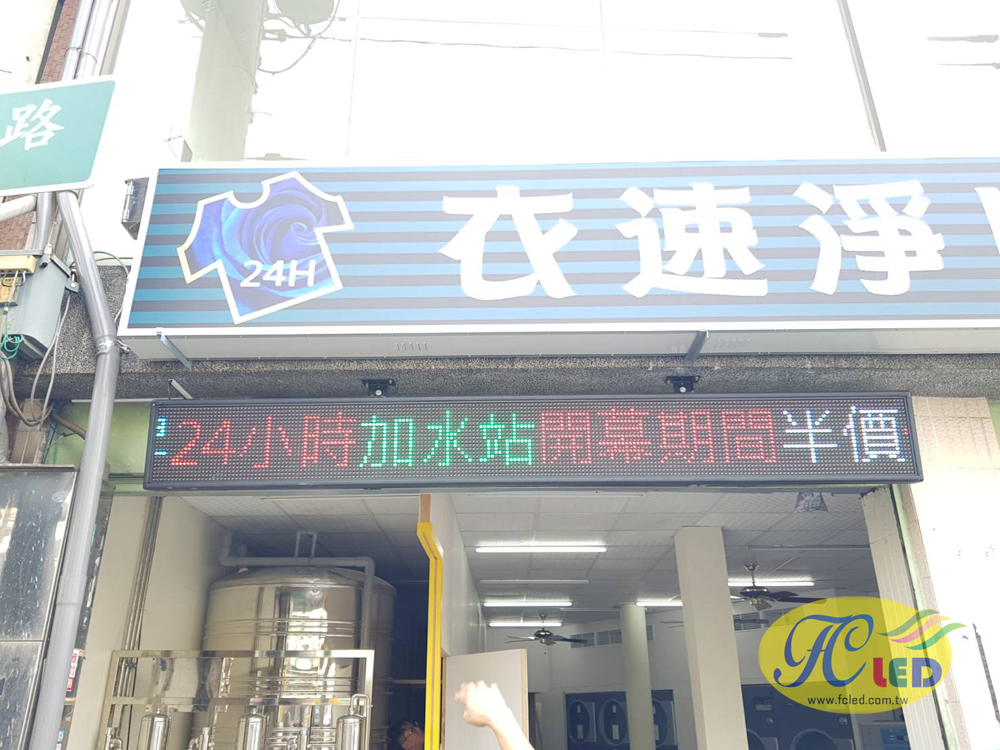 路
24H
衣速淨
24小時加水站開幕期間半價
FC LED
www.fcled.com.tw